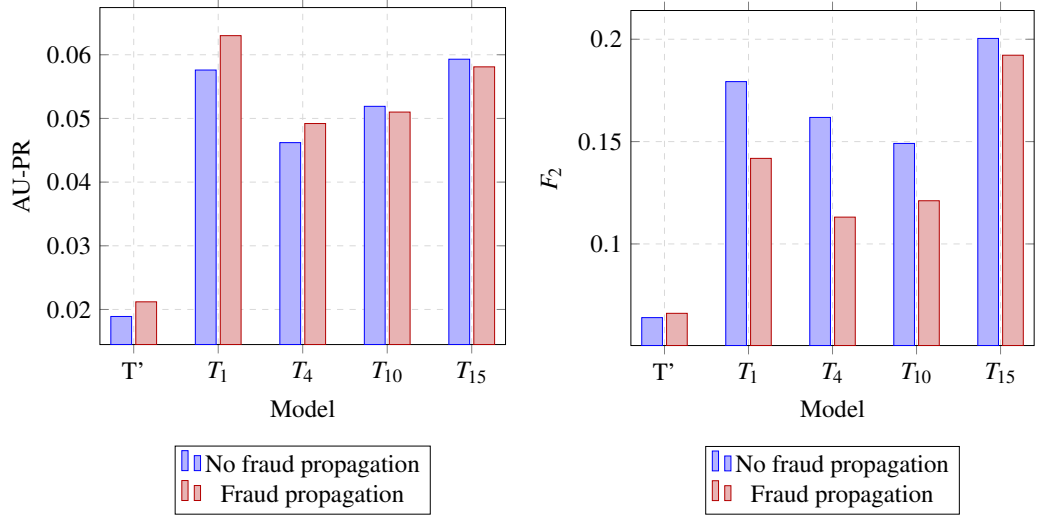 0.06
0.05
0.04
0.03
0.02
AU-PR
T’ T1 T4 T10 T15
Model
No fraud propagation
Fraud propagation
0.2
0.15
0.1
F2
T’ T1 T4 T10 T15
Model
No fraud propagation
Fraud propagation